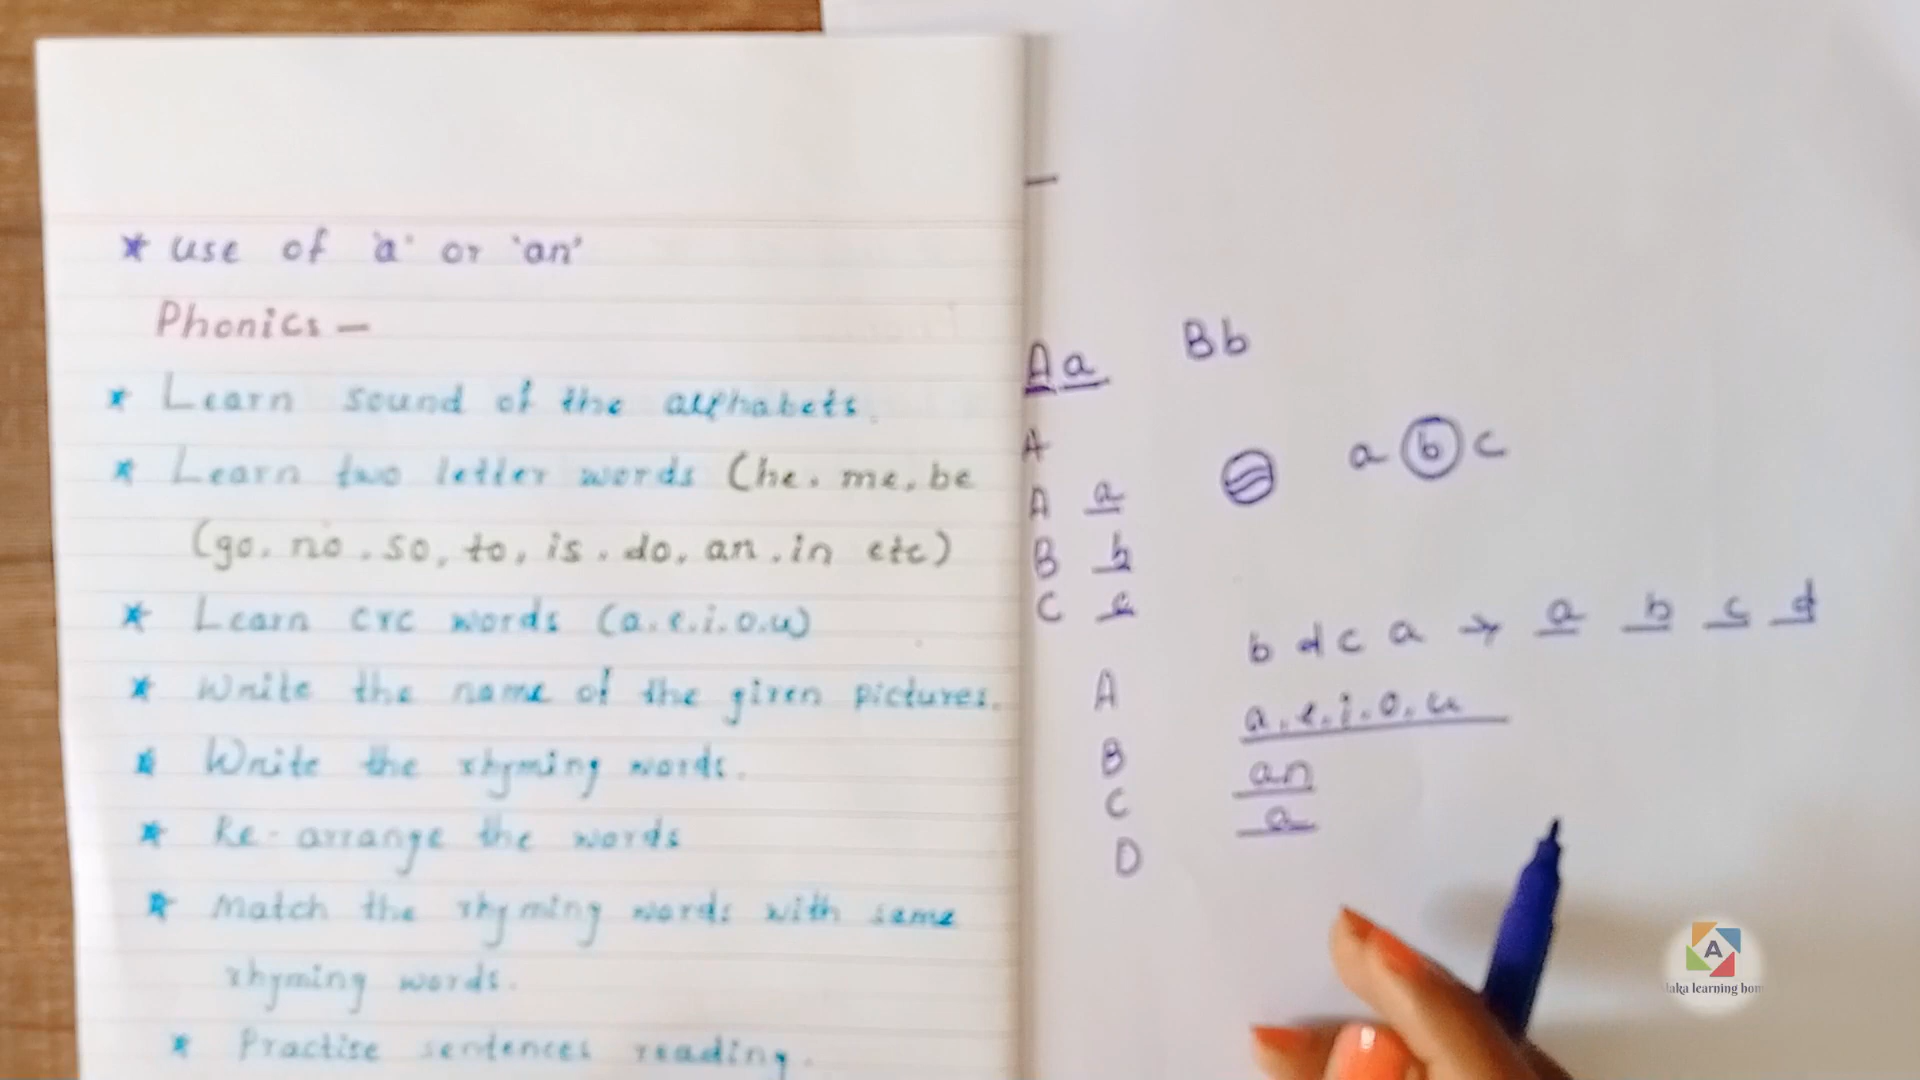 * use of 'a' or 'an'
Phonics —
* Learn sound of the alphabets.
* Learn two letter words (he, me, be
(go, no, so, to, is, do, an, in etc)
* Learn cvc words (a.e.i.o.u)
* Write the name of the given pictures.
* Write the rhyming words.
* Re-arrange the words
* Match the rhyming words with same
rhyming words.
* Practise sentences reading.
Aa Bb
A
a b c
A a
B b
C c
b d c a → a b c d
A
a.e.i.o.u
B
an
C
a
D
A
laka learning hom